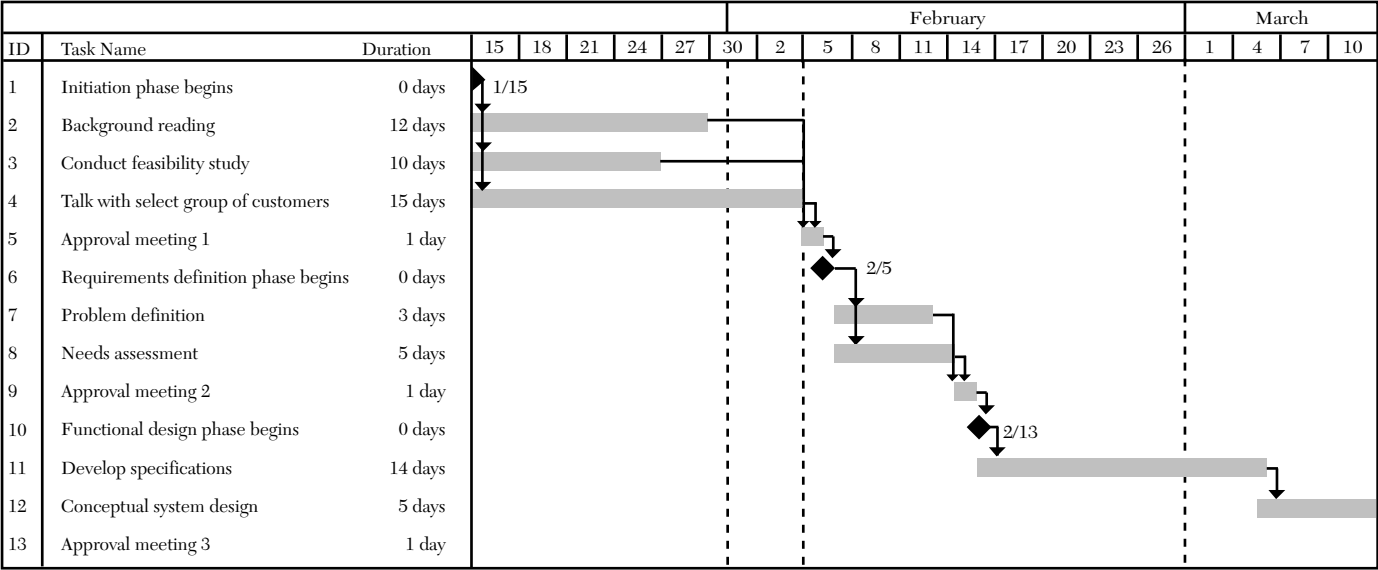 February March
ID Task Name Duration 15 18 21 24 27 30 2 5 8 11 14 17 20 23 26 1 4 7 10
1 Initiation phase begins 0 days 1/15
2 Background reading 12 days
3 Conduct feasibility study 10 days
4 Talk with select group of customers 15 days
5 Approval meeting 1 1 day
6 Requirements definition phase begins 0 days 2/5
7 Problem definition 3 days
8 Needs assessment 5 days
9 Approval meeting 2 1 day
10 Functional design phase begins 0 days 2/13
11 Develop specifications 14 days
12 Conceptual system design 5 days
13 Approval meeting 3 1 day